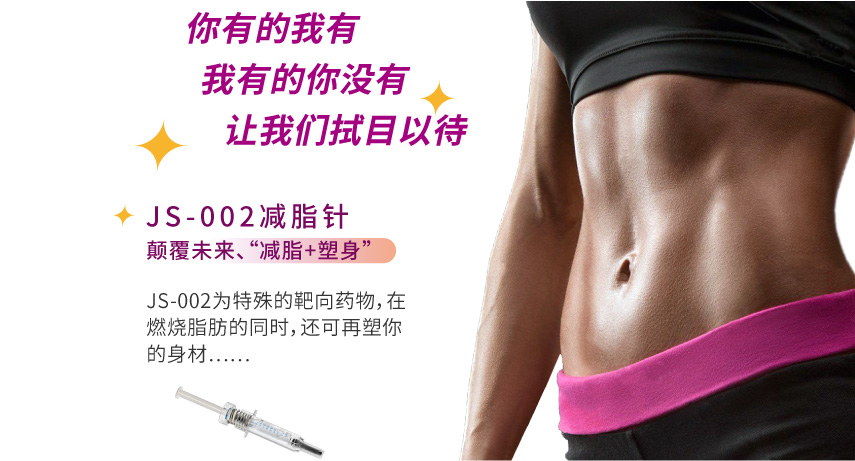 你有的我有
我有的你没有
让我们拭目以待
JS-002减脂针
颠覆未来、“减脂+塑身”
JS-002为特殊的靶向药物，在
燃烧脂肪的同时，还可再塑你
的身材……